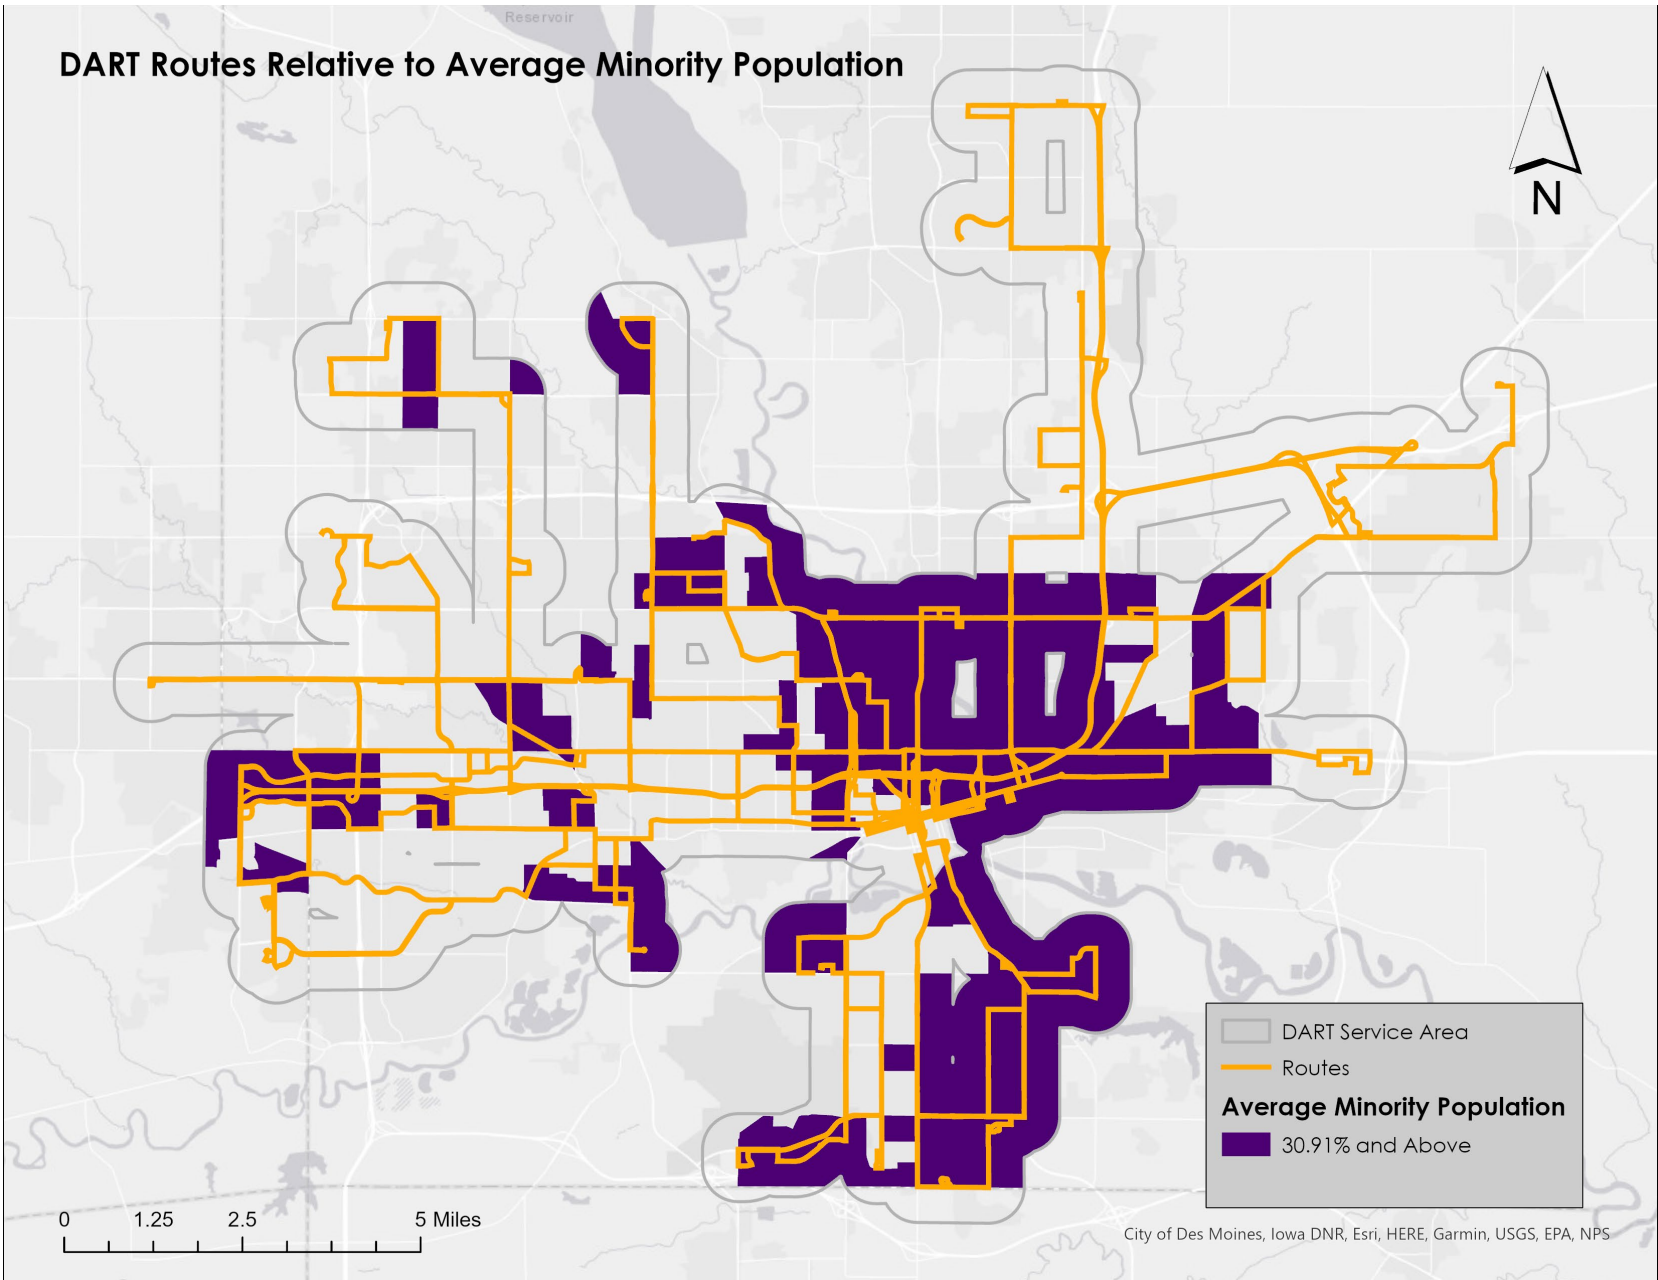 Reservoir
DART Routes Relative to Average Minority Population
N
DART Service Area
Routes
Average Minority Population
30.91% and Above
0 1.25 2.5 5 Miles
City of Des Moines, Iowa DNR, Esri, HERE, Garmin, USGS, EPA, NPS